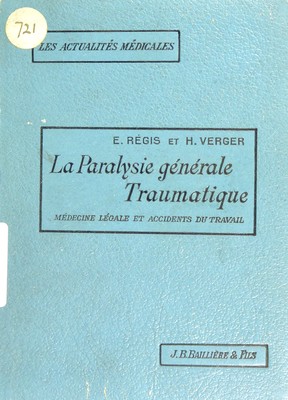 721
LES ACTUALITÉS MÉDICALES
E. RÉGIS ET H. VERGER
La Paralysie générale
Traumatique
MÉDECINE LÉGALE ET ACCIDENTS DU TRAVAIL
J. B. BAILLIÈRE & FILS